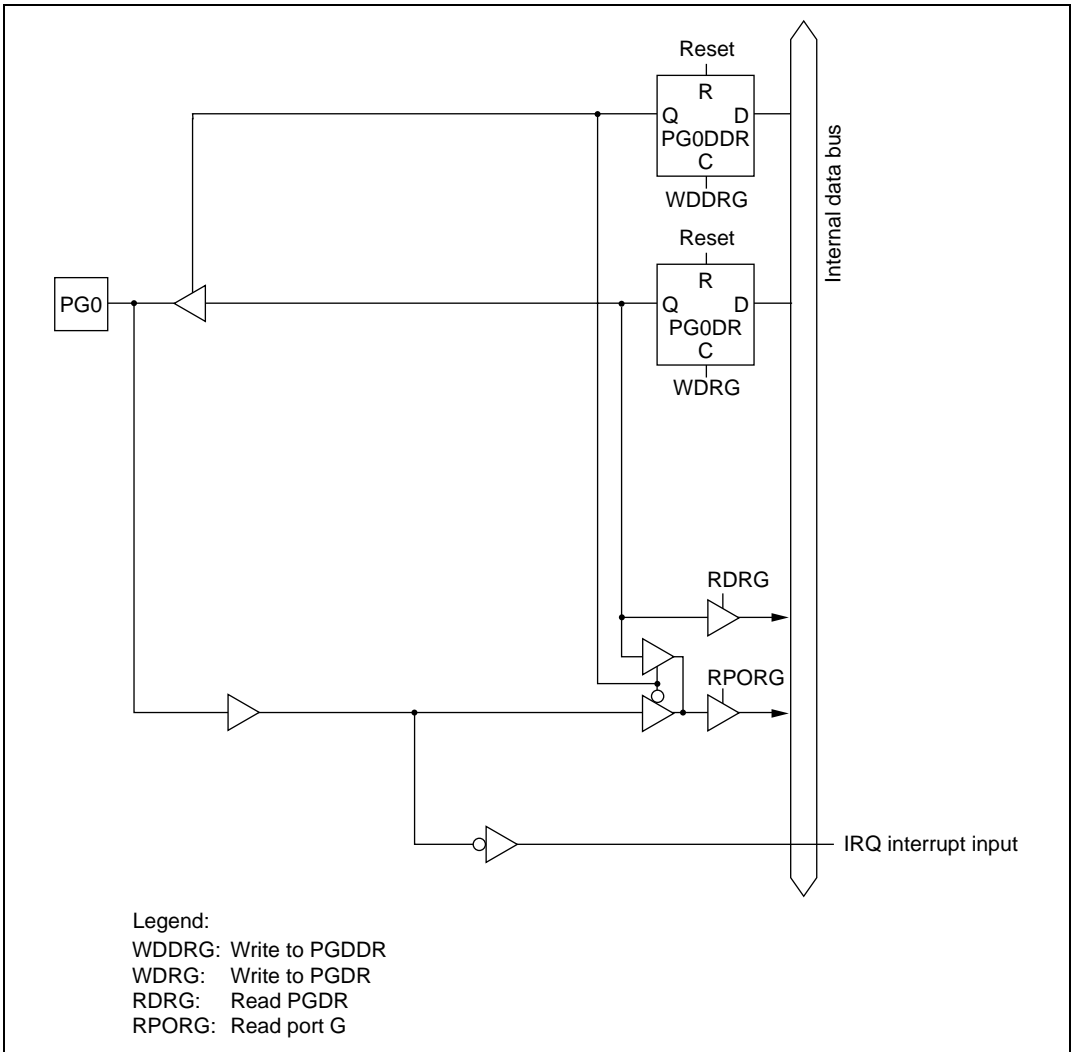 Reset
R
Q D
PG0DDR
C
WDDRG
Internal data bus
Reset
R
PG0
Q D
PG0DR
C
WDRG
RDRG
RPORG
IRQ interrupt input
Legend:
WDDRG: Write to PGDDR
WDRG: Write to PGDR
RDRG: Read PGDR
RPORG: Read port G